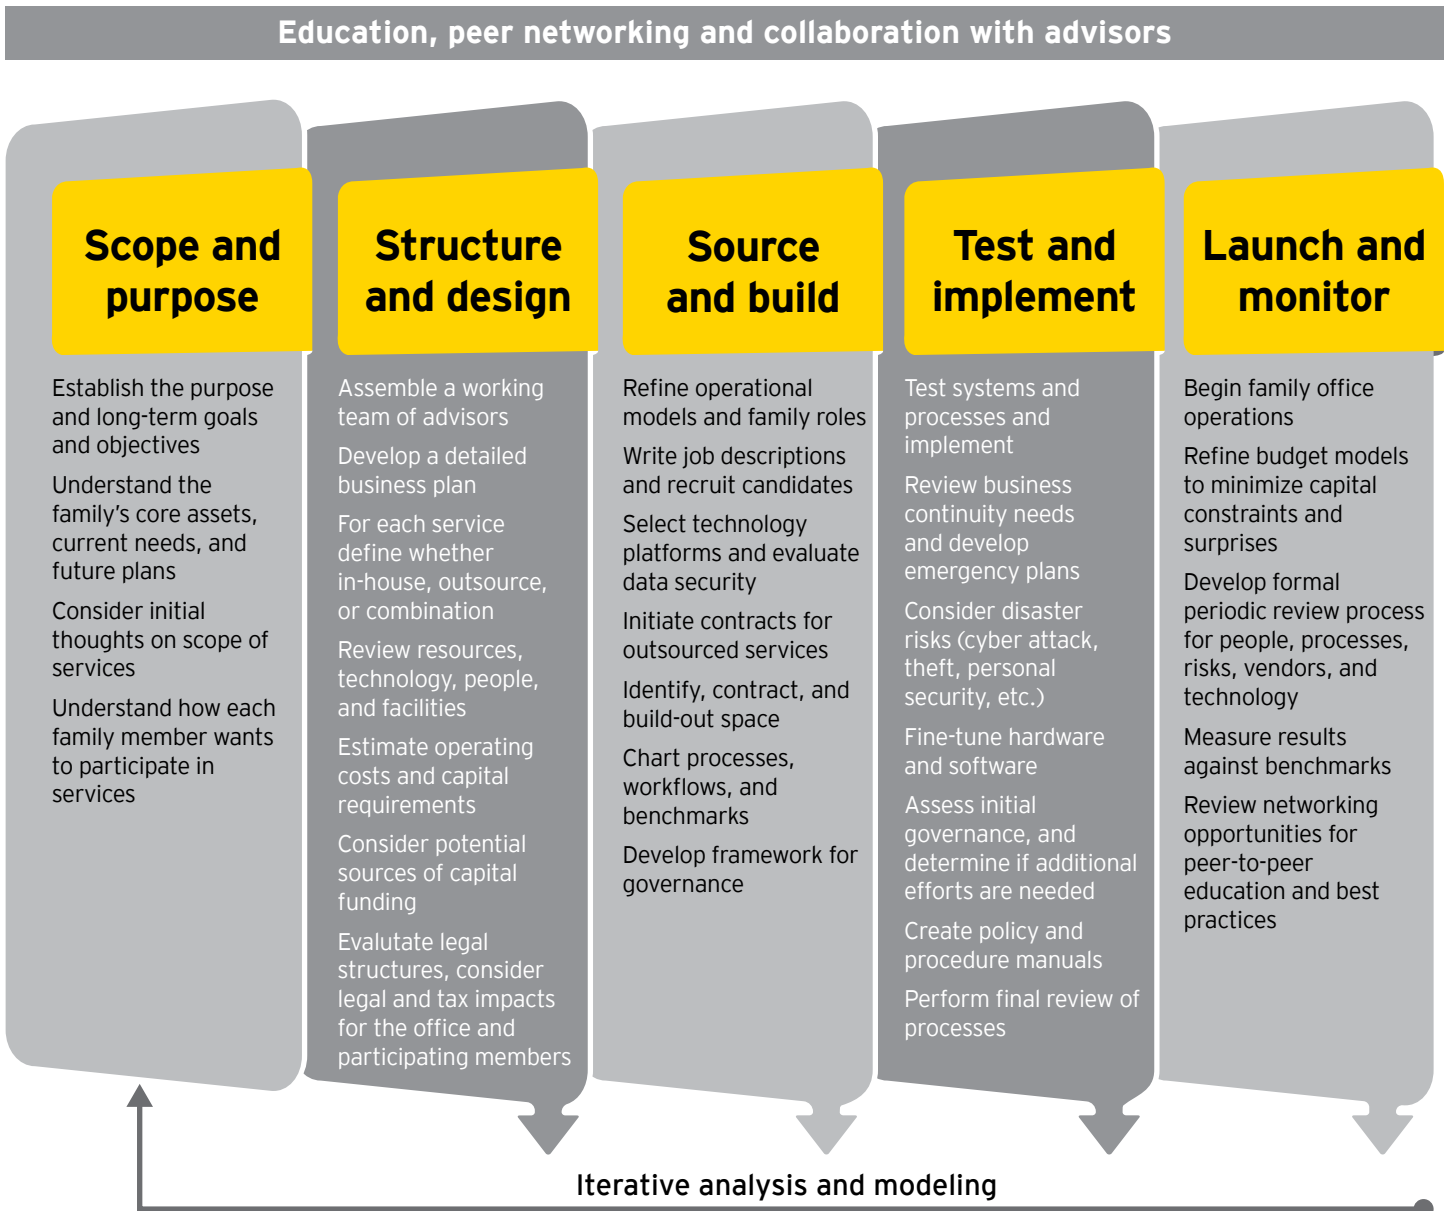 Education, peer networking and collaboration with advisors
Scope and
purpose
Establish the purpose
and long-term goals
and objectives
Understand the
family's core assets,
current needs, and
future plans
Consider initial
thoughts on scope of
services
Understand how each
family member wants
to participate in
services
Structure
and design
Assemble a working
team of advisors
Develop a detailed
business plan
For each service
define whether
in-house, outsource,
or combination
Review resources,
technology, people,
and facilities
Estimate operating
costs and capital
requirements
Consider potential
sources of capital
funding
Evalutate legal
structures, consider
legal and tax impacts
for the office and
participating members
Source
and build
Refine operational
models and family roles
Write job descriptions
and recruit candidates
Select technology
platforms and evaluate
data security
Initiate contracts for
outsourced services
Identify, contract, and
build-out space
Chart processes,
workflows, and
benchmarks
Develop framework for
governance
Test and
implement
Test systems and
processes and
implement
Review business
continuity needs
and develop
emergency plans
Consider disaster
risks (cyber attack,
theft, personal
security, etc.)
Fine-tune hardware
and software
Assess initial
governance, and
determine if additional
efforts are needed
Create policy and
procedure manuals
Perform final review of
processes
Launch and
monitor
Begin family office
operations
Refine budget models
to minimize capital
constraints and
surprises
Develop formal
periodic review process
for people, processes,
risks, vendors, and
technology
Measure results
against benchmarks
Review networking
opportunities for
peer-to-peer
education and best
practices
Iterative analysis and modeling